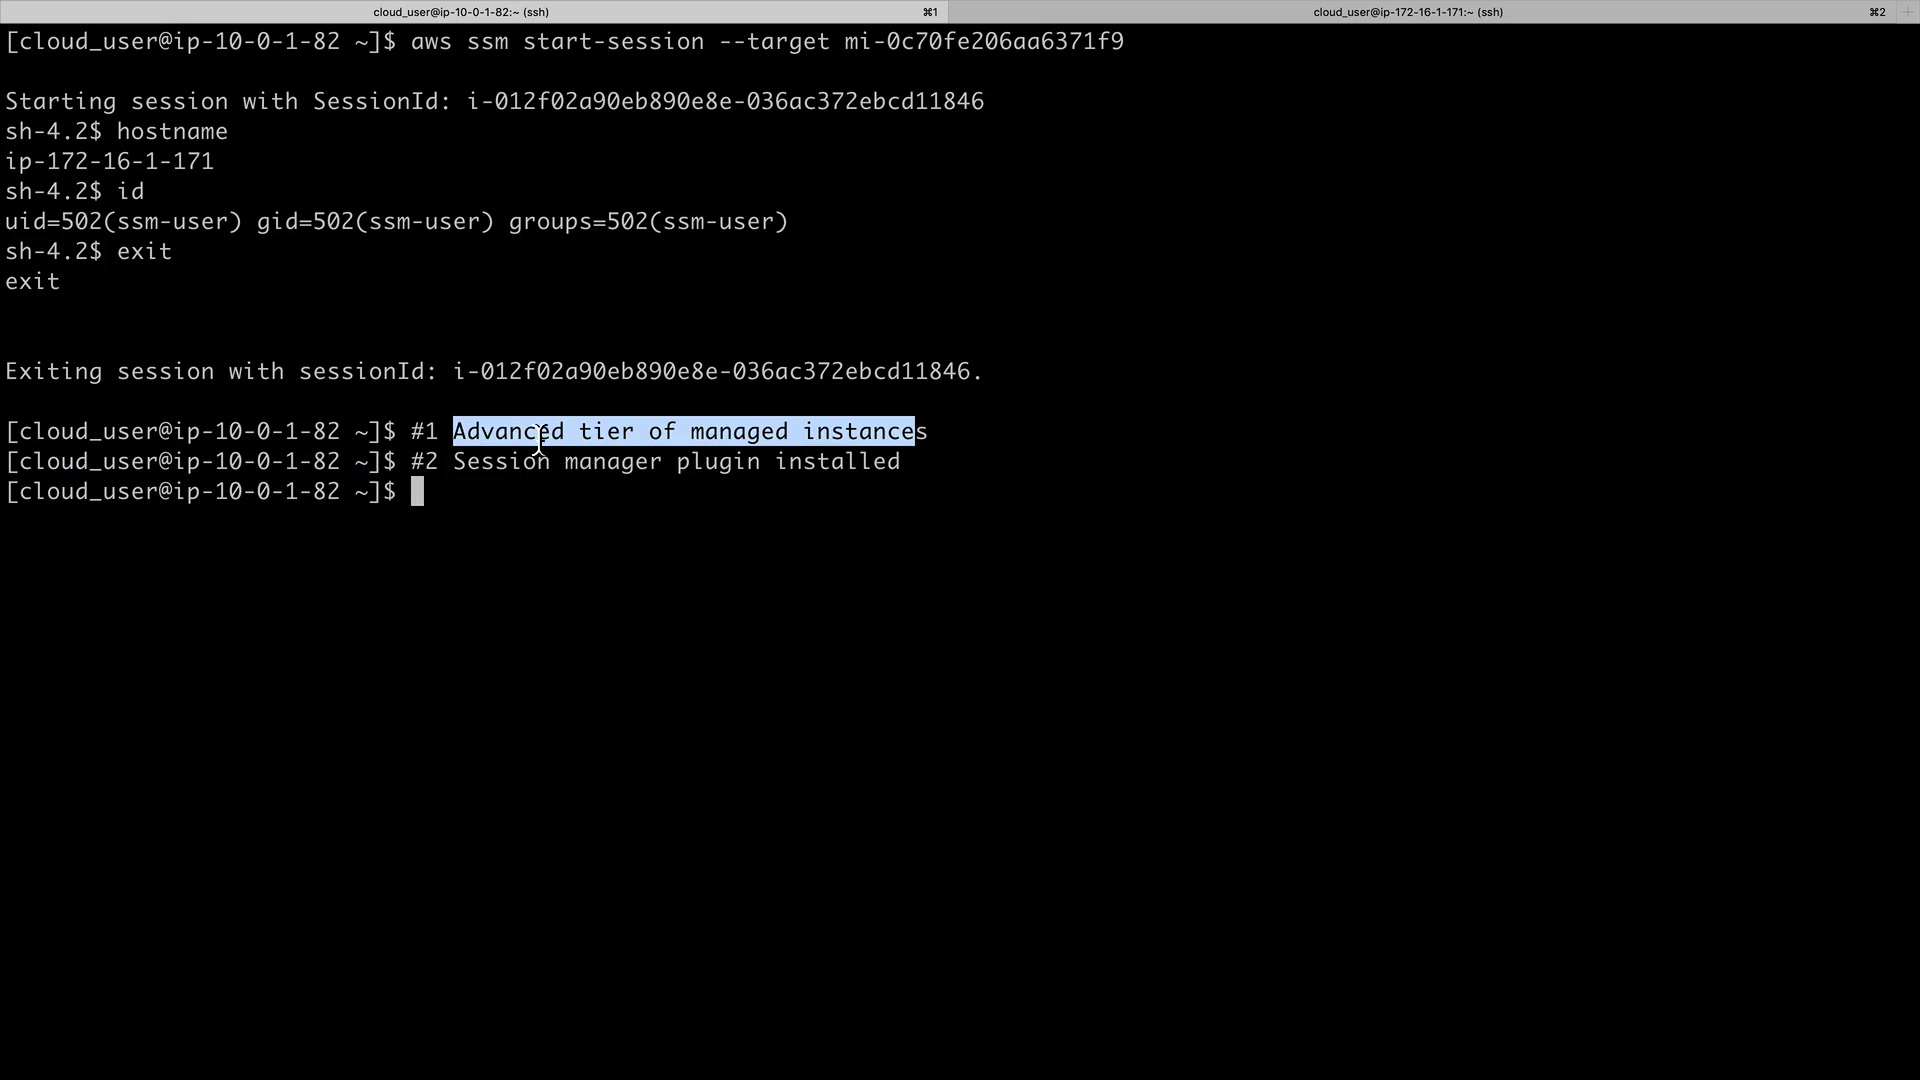 cloud_user@ip-10-0-1-82:~ (ssh) ⌘1 cloud_user@ip-172-16-1-171:~ (ssh) ⌘2 +
[cloud_user@ip-10-0-1-82 ~]$ aws ssm start-session --target mi-0c70fe206aa6371f9
Starting session with SessionId: i-012f02a90eb890e8e-036ac372ebcd11846
sh-4.2$ hostname
ip-172-16-1-171
sh-4.2$ id
uid=502(ssm-user) gid=502(ssm-user) groups=502(ssm-user)
sh-4.2$ exit
exit
Exiting session with sessionId: i-012f02a90eb890e8e-036ac372ebcd11846.
[cloud_user@ip-10-0-1-82 ~]$ #1 Advanced tier of managed instances
[cloud_user@ip-10-0-1-82 ~]$ #2 Session manager plugin installed
[cloud_user@ip-10-0-1-82 ~]$